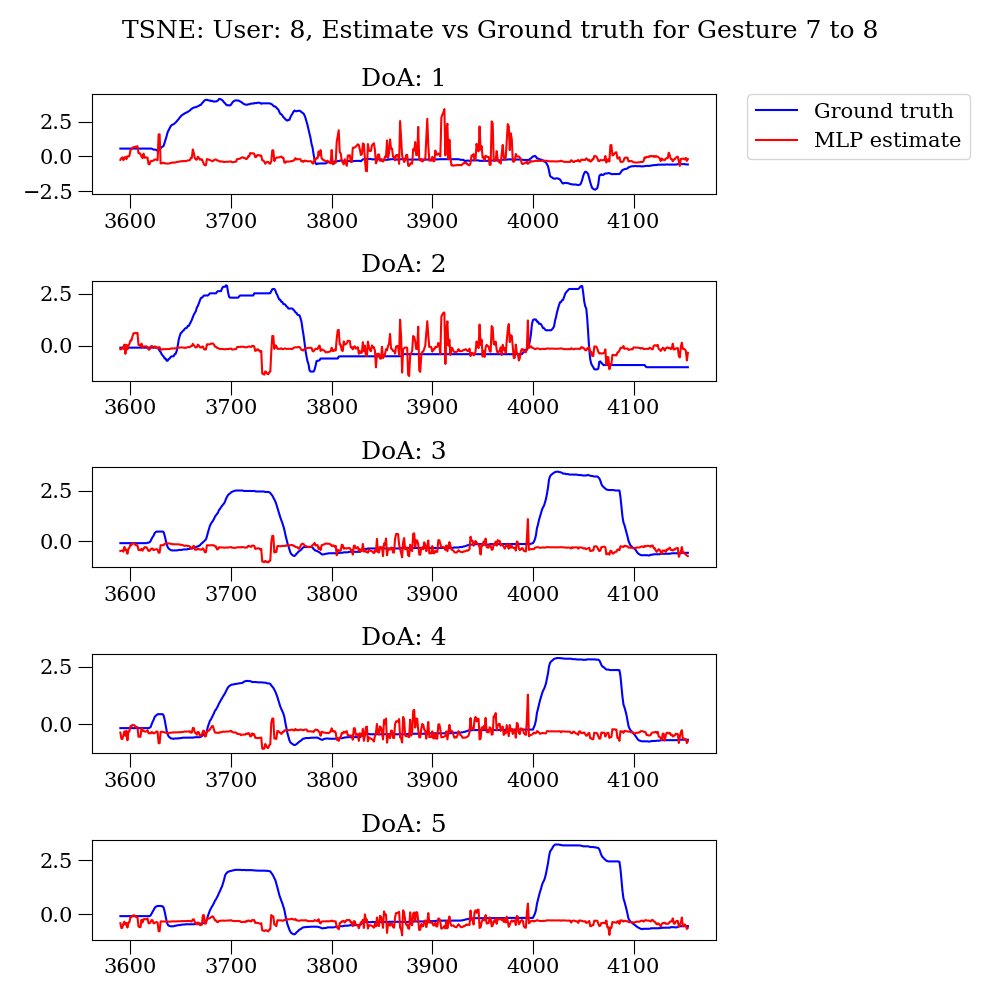 TSNE: User: 8, Estimate vs Ground truth for Gesture 7 to 8
DoA: 1
Ground truth
MLP estimate
2.5
0.0
−2.5
3600 3700 3800 3900 4000 4100
DoA: 2
2.5
0.0
3600 3700 3800 3900 4000 4100
DoA: 3
2.5
0.0
3600 3700 3800 3900 4000 4100
DoA: 4
2.5
0.0
3600 3700 3800 3900 4000 4100
DoA: 5
2.5
0.0
3600 3700 3800 3900 4000 4100